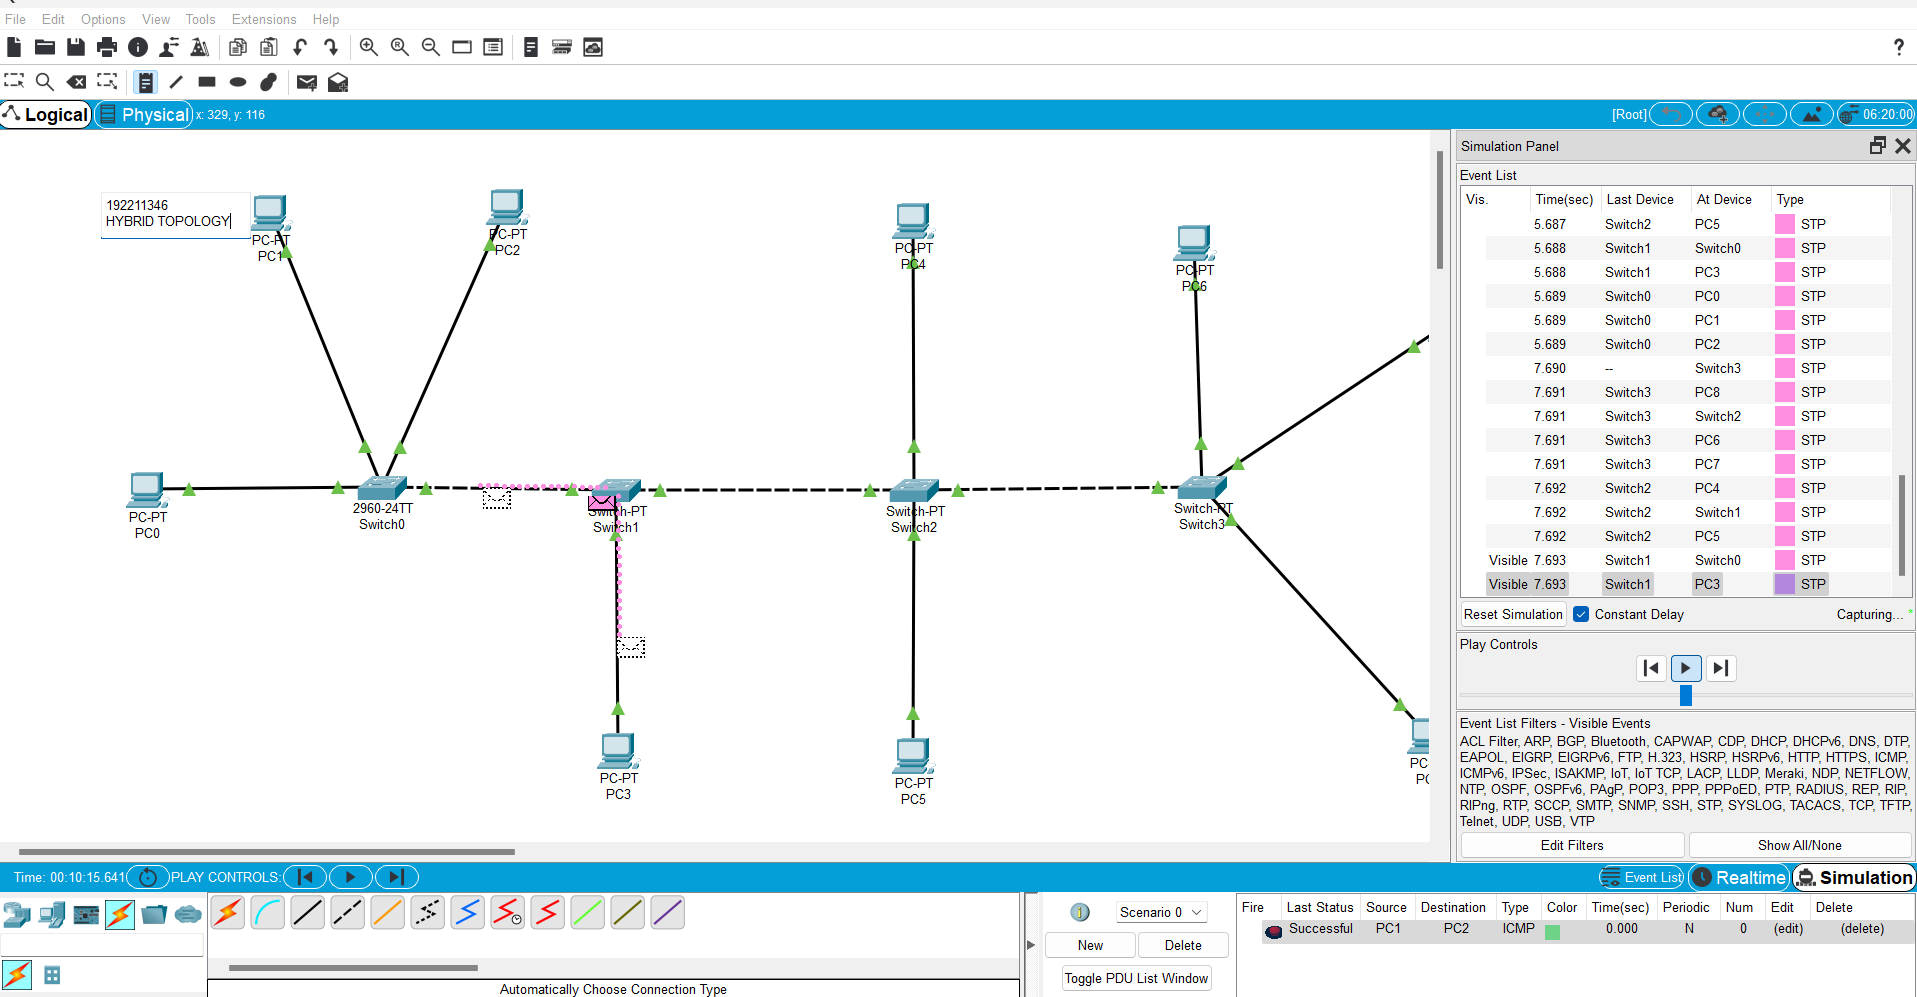 File Edit Options View Tools Extensions Help
?
Logical Physical x: 329, y: 116 [Root] 06:20:00
192211346
HYBRID TOPOLOGY
PC-PT
PC1
PC-PT
PC2
PC-PT
PC4
PC-PT
PC6
PC-PT
PC0
2960-24TT
Switch0
Switch-PT
Switch1
Switch-PT
Switch2
Switch-PT
Switch3
PC-PT
PC3
PC-PT
PC5
PC-
PC
Simulation Panel
Event List
Vis. Time(sec) Last Device At Device Type
5.687 Switch2 PC5 STP
5.688 Switch1 Switch0 STP
5.688 Switch1 PC3 STP
5.689 Switch0 PC0 STP
5.689 Switch0 PC1 STP
5.689 Switch0 PC2 STP
7.690 -- Switch3 STP
7.691 Switch3 PC8 STP
7.691 Switch3 Switch2 STP
7.691 Switch3 PC6 STP
7.691 Switch3 PC7 STP
7.692 Switch2 PC4 STP
7.692 Switch2 Switch1 STP
7.692 Switch2 PC5 STP
Visible 7.693 Switch1 Switch0 STP
Visible 7.693 Switch1 PC3 STP
Reset Simulation Constant Delay Capturing...
Play Controls
Event List Filters - Visible Events
ACL Filter, ARP, BGP, Bluetooth, CAPWAP, CDP, DHCP, DHCPv6, DNS, DTP,
EAPOL, EIGRP, EIGRPv6, FTP, H.323, HSRP, HSRPv6, HTTP, HTTPS, ICMP,
ICMPv6, IPSec, ISAKMP, IoT, IoT TCP, LACP, LLDP, Meraki, NDP, NETFLOW,
NTP, OSPF, OSPFv6, PAgP, POP3, PPP, PPPoED, PTP, RADIUS, REP, RIP,
RIPng, RTP, SCCP, SMTP, SNMP, SSH, STP, SYSLOG, TACACS, TCP, TFTP,
Telnet, UDP, USB, VTP
Edit Filters Show All/None
Time: 00:10:15.641 PLAY CONTROLS: Event List Realtime Simulation
Automatically Choose Connection Type
Scenario 0
New Delete
Toggle PDU List Window
Fire Last Status Source Destination Type Color Time(sec) Periodic Num Edit Delete
Successful PC1 PC2 ICMP 0.000 N 0 (edit) (delete)